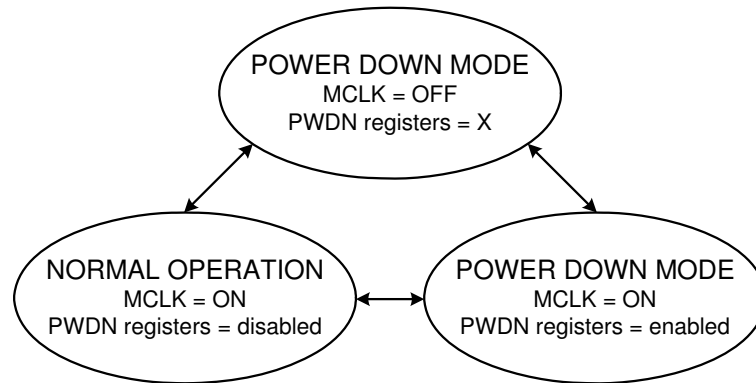 POWER DOWN MODE
MCLK = OFF
PWDN registers = X
NORMAL OPERATION
MCLK = ON
PWDN registers = disabled
POWER DOWN MODE
MCLK = ON
PWDN registers = enabled